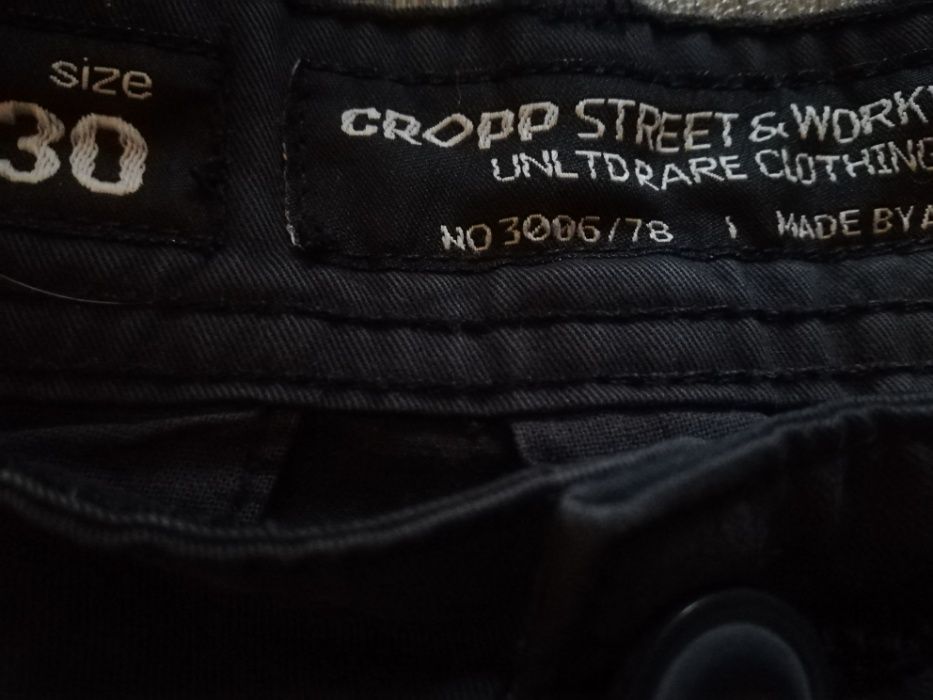 size
30
CROPP STREET & WORK
UNLTD RARE CLOTHING
NO 3006/78 MADE BY A